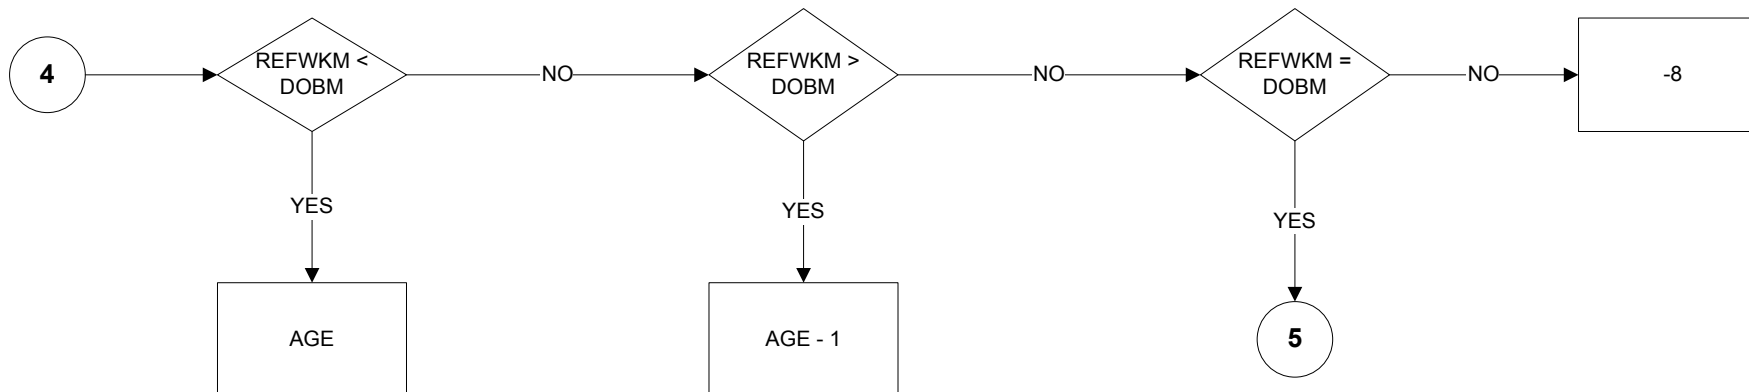 4
REFWKM <
DOBM
NO
REFWKM >
DOBM
NO
REFWKM =
DOBM
NO
-8
YES
YES
YES
AGE
AGE - 1
5